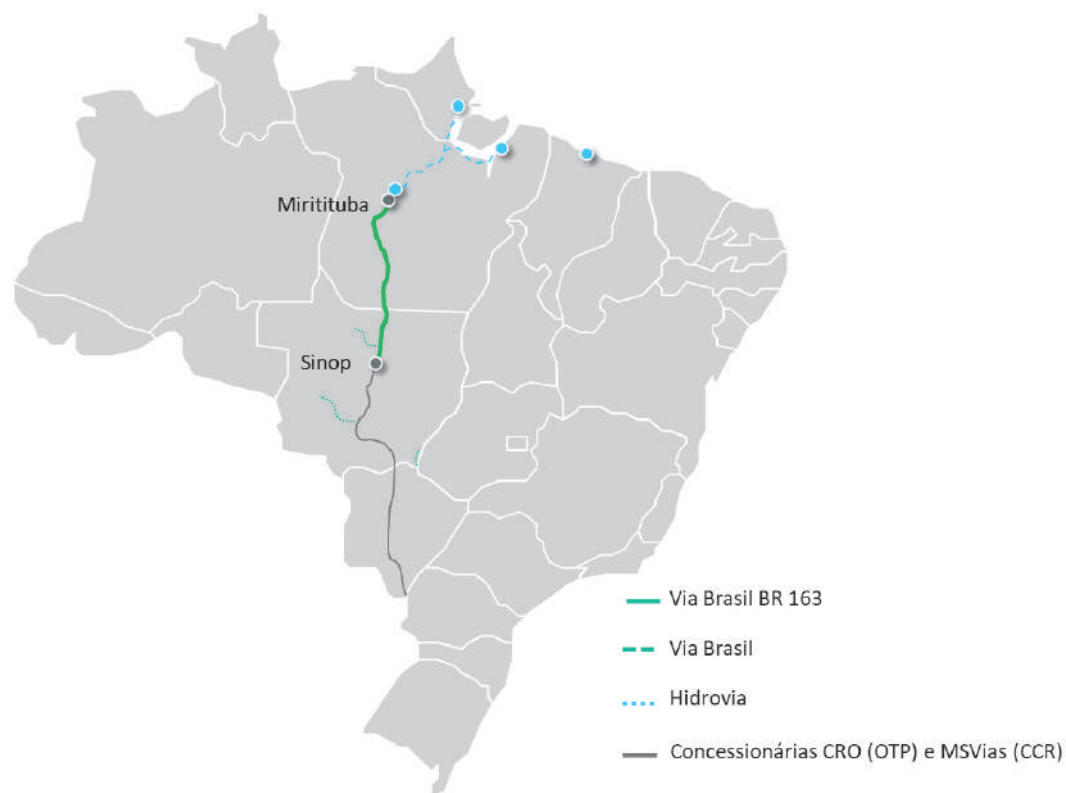 Miritituba
Sinop
Via Brasil BR 163
Via Brasil
Hidrovia
Concessionárias CRO (OTP) e MSVias (CCR)